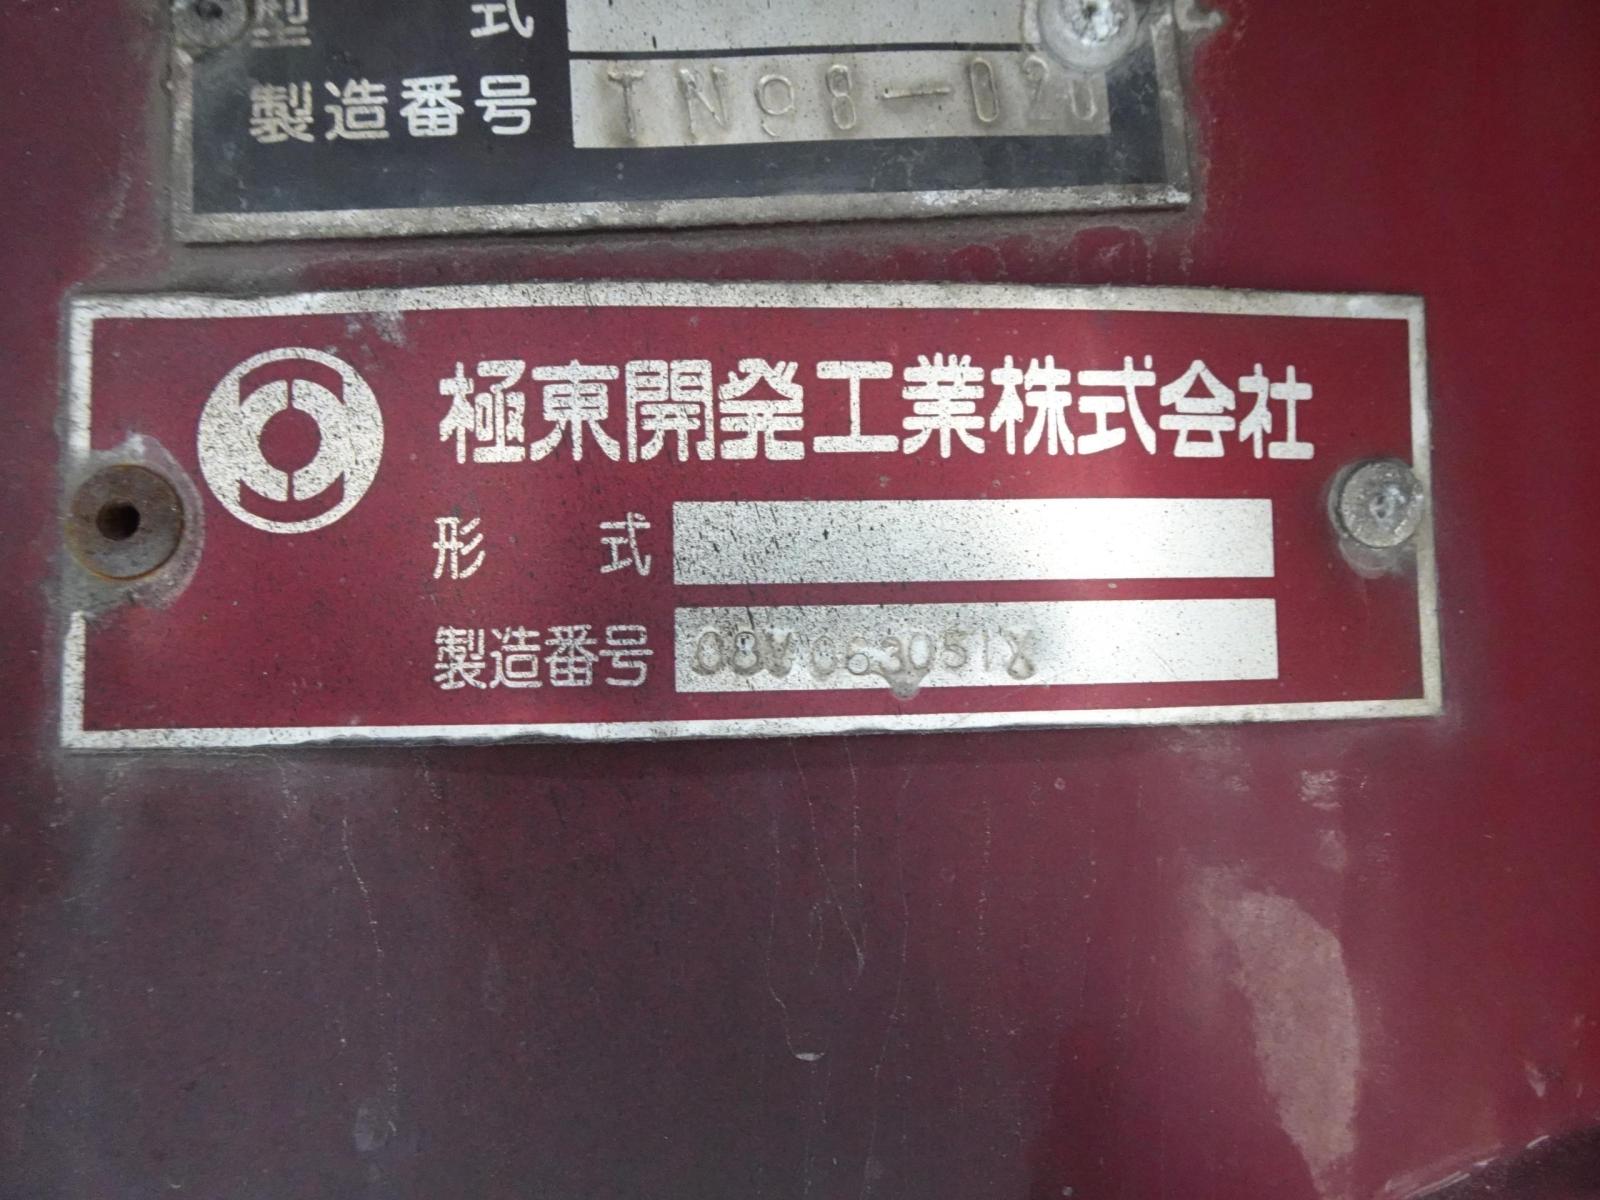 型 式
製造番号 TN98-020
極東開発工業株式会社
形 式
製造番号